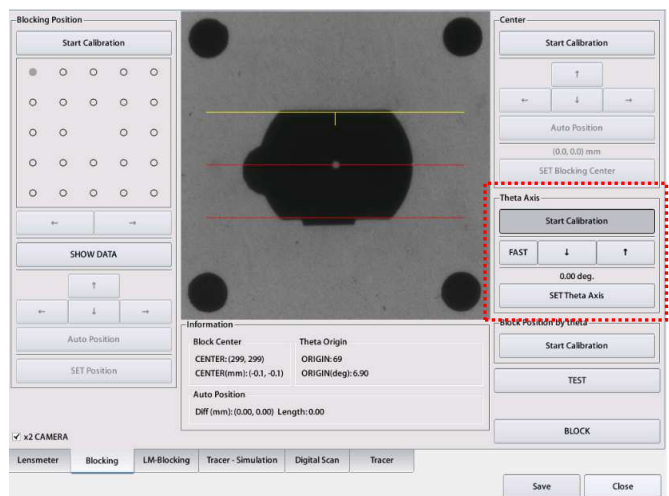 Blocking Position
Start Calibration
← →
SHOW DATA
↑
← ↓ →
Auto Position
SET Position
x2 CAMERA
Information
Block Center
CENTER: (299, 299)
CENTER(mm): (-0.1, -0.1)
Theta Origin
ORIGIN: 69
ORIGIN(deg): 6.90
Auto Position
Diff (mm): (0.00, 0.00) Length: 0.00
Center
Start Calibration
↑
← ↓ →
Auto Position
(0.0, 0.0) mm
SET Blocking Center
Theta Axis
Start Calibration
FAST ↓ ↑
0.00 deg.
SET Theta Axis
Block Position by theta
Start Calibration
TEST
BLOCK
Lensmeter Blocking LM-Blocking Tracer - Simulation Digital Scan Tracer
Save Close